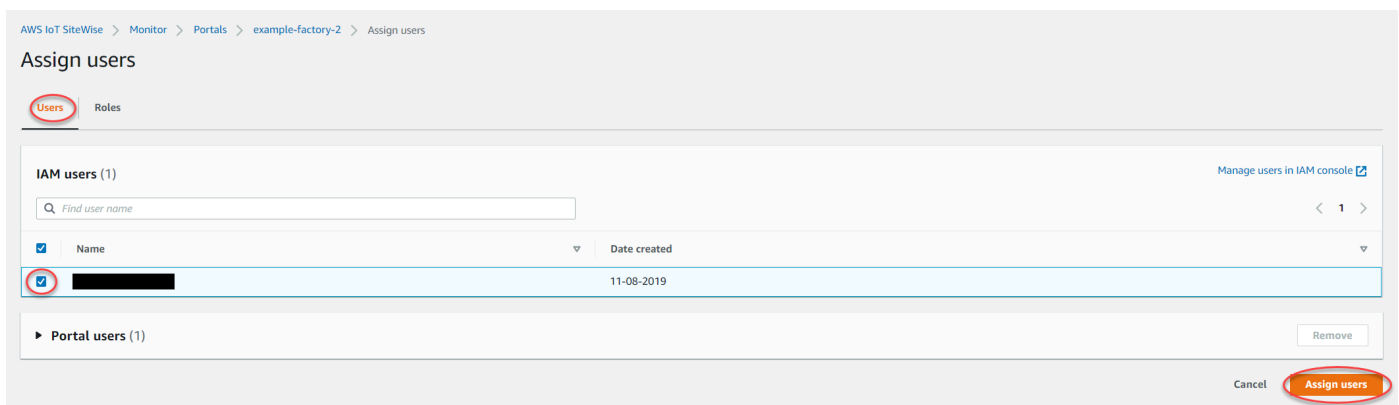 AWS IoT SiteWise > Monitor > Portals > example-factory-2 > Assign users
Assign users
Users Roles
IAM users (1) Manage users in IAM console
Find user name < 1 >
Name Date created
11-08-2019
Portal users (1) Remove
Cancel Assign users